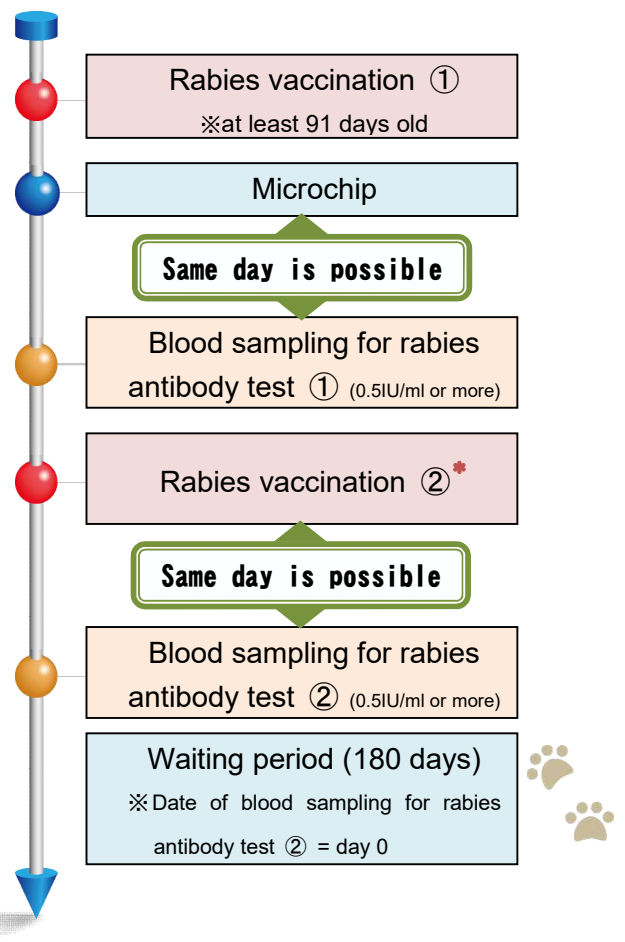 Rabies vaccination ①
※at least 91 days old
Microchip
Same day is possible
Blood sampling for rabies
antibody test ① (0.5IU/ml or more)
Rabies vaccination ②*
Same day is possible
Blood sampling for rabies
antibody test ② (0.5IU/ml or more)
Waiting period (180 days)
※Date of blood sampling for rabies
antibody test ② = day 0